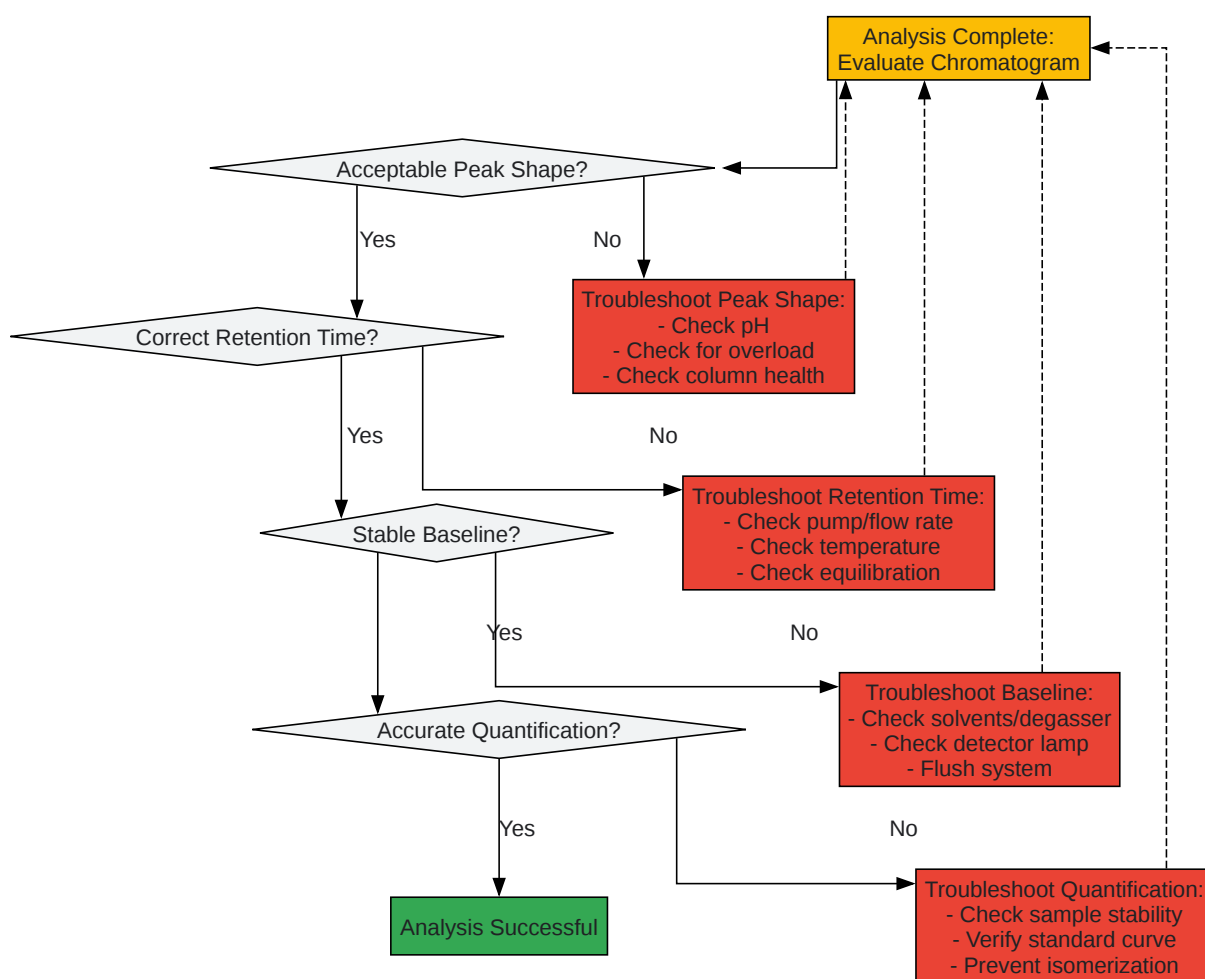 Analysis Complete:
Evaluate Chromatogram
Acceptable Peak Shape?
Yes
No
Troubleshoot Peak Shape:
- Check pH
- Check for overload
- Check column health
Correct Retention Time?
Yes
No
Troubleshoot Retention Time:
- Check pump/flow rate
- Check temperature
- Check equilibration
Stable Baseline?
Yes
No
Troubleshoot Baseline:
- Check solvents/degasser
- Check detector lamp
- Flush system
Accurate Quantification?
Yes
No
Troubleshoot Quantification:
- Check sample stability
- Verify standard curve
- Prevent isomerization
Analysis Successful